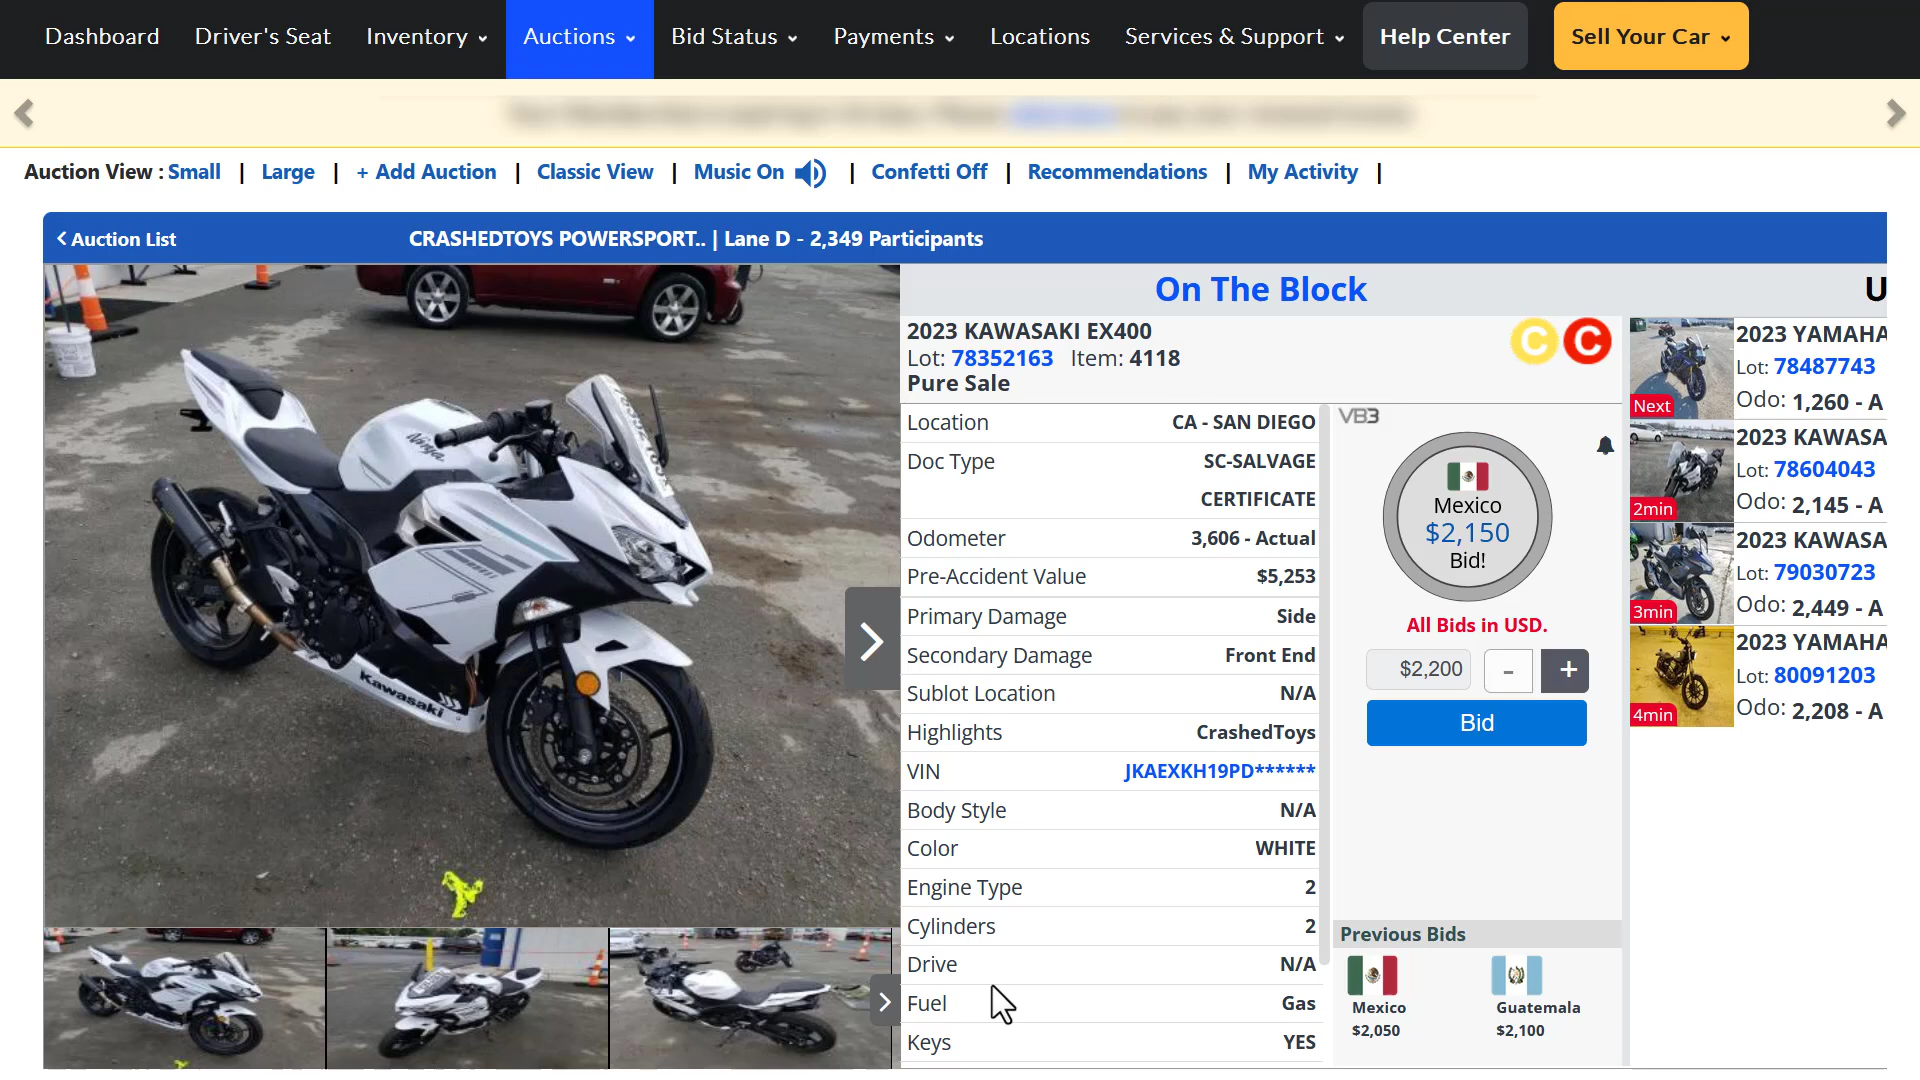 Dashboard
Driver's Seat
Inventory
Auctions
Bid Status
Payments
Locations
Services & Support
Help Center
Sell Your Car
Auction View : Small | Large | + Add Auction | Classic View | Music On | Confetti Off | Recommendations | My Activity |
Auction List
CRASHEDTOYS POWERSPORT.. | Lane D - 2,349 Participants
On The Block
U
2023 KAWASAKI EX400
Lot: 78352163 Item: 4118
Pure Sale
C C
Location CA - SAN DIEGO
Doc Type SC-SALVAGE
CERTIFICATE
Odometer 3,606 - Actual
Pre-Accident Value $5,253
Primary Damage Side
Secondary Damage Front End
Sublot Location N/A
Highlights CrashedToys
VIN JKAEXKH19PD******
Body Style N/A
Color WHITE
Engine Type 2
Cylinders 2
Drive N/A
Fuel Gas
Keys YES
VB3
Mexico
$2,150
Bid!
All Bids in USD.
$2,200 - +
Bid
Previous Bids
Mexico
$2,050
Guatemala
$2,100
2023 YAMAHA
Lot: 78487743
Odo: 1,260 - A
Next
2023 KAWASA
Lot: 78604043
Odo: 2,145 - A
2min
2023 KAWASA
Lot: 79030723
Odo: 2,449 - A
3min
2023 YAMAHA
Lot: 80091203
Odo: 2,208 - A
4min
Ninja
Kawasaki